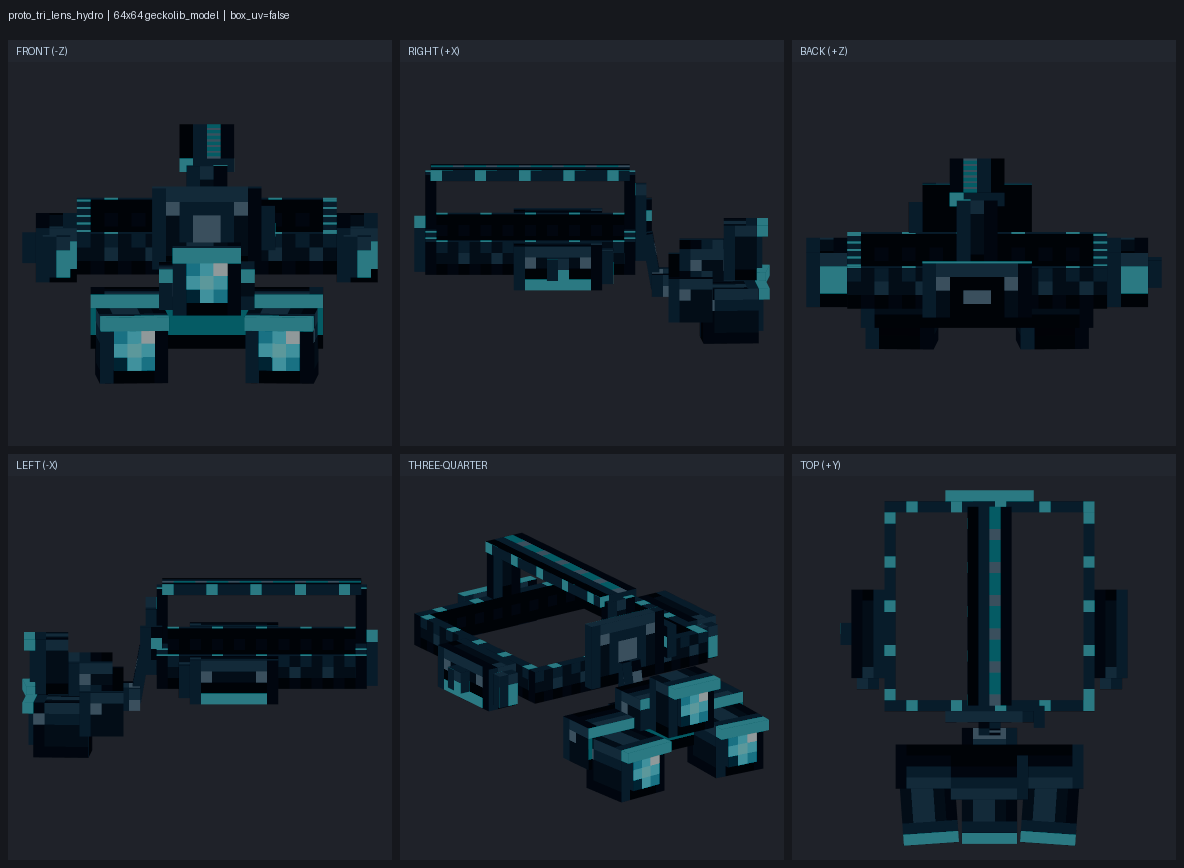 proto_tri_lens_hydro | 64x64 geckolib_model | box_uv=false
FRONT (-Z)
RIGHT (+X)
BACK (+Z)
LEFT (-X)
THREE-QUARTER
TOP (+Y)